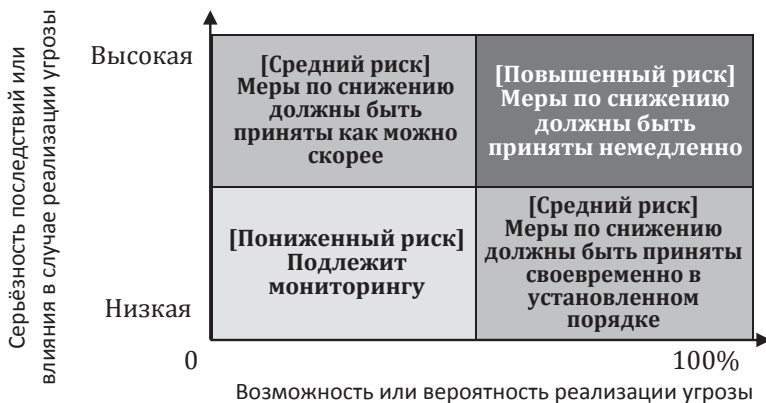 Серьёзность последствий или
влияния в случае реализации угрозы
Высокая
[Средний риск]
Меры по снижению
должны быть
приняты как можно
скорее
[Повышенный риск]
Меры по снижению
должны быть
приняты немедленно
[Пониженный риск]
Подлежит
мониторингу
[Средний риск]
Меры по снижению
должны быть приняты
своевременно в
установленном
порядке
Низкая
0
100%
Возможность или вероятность реализации угрозы